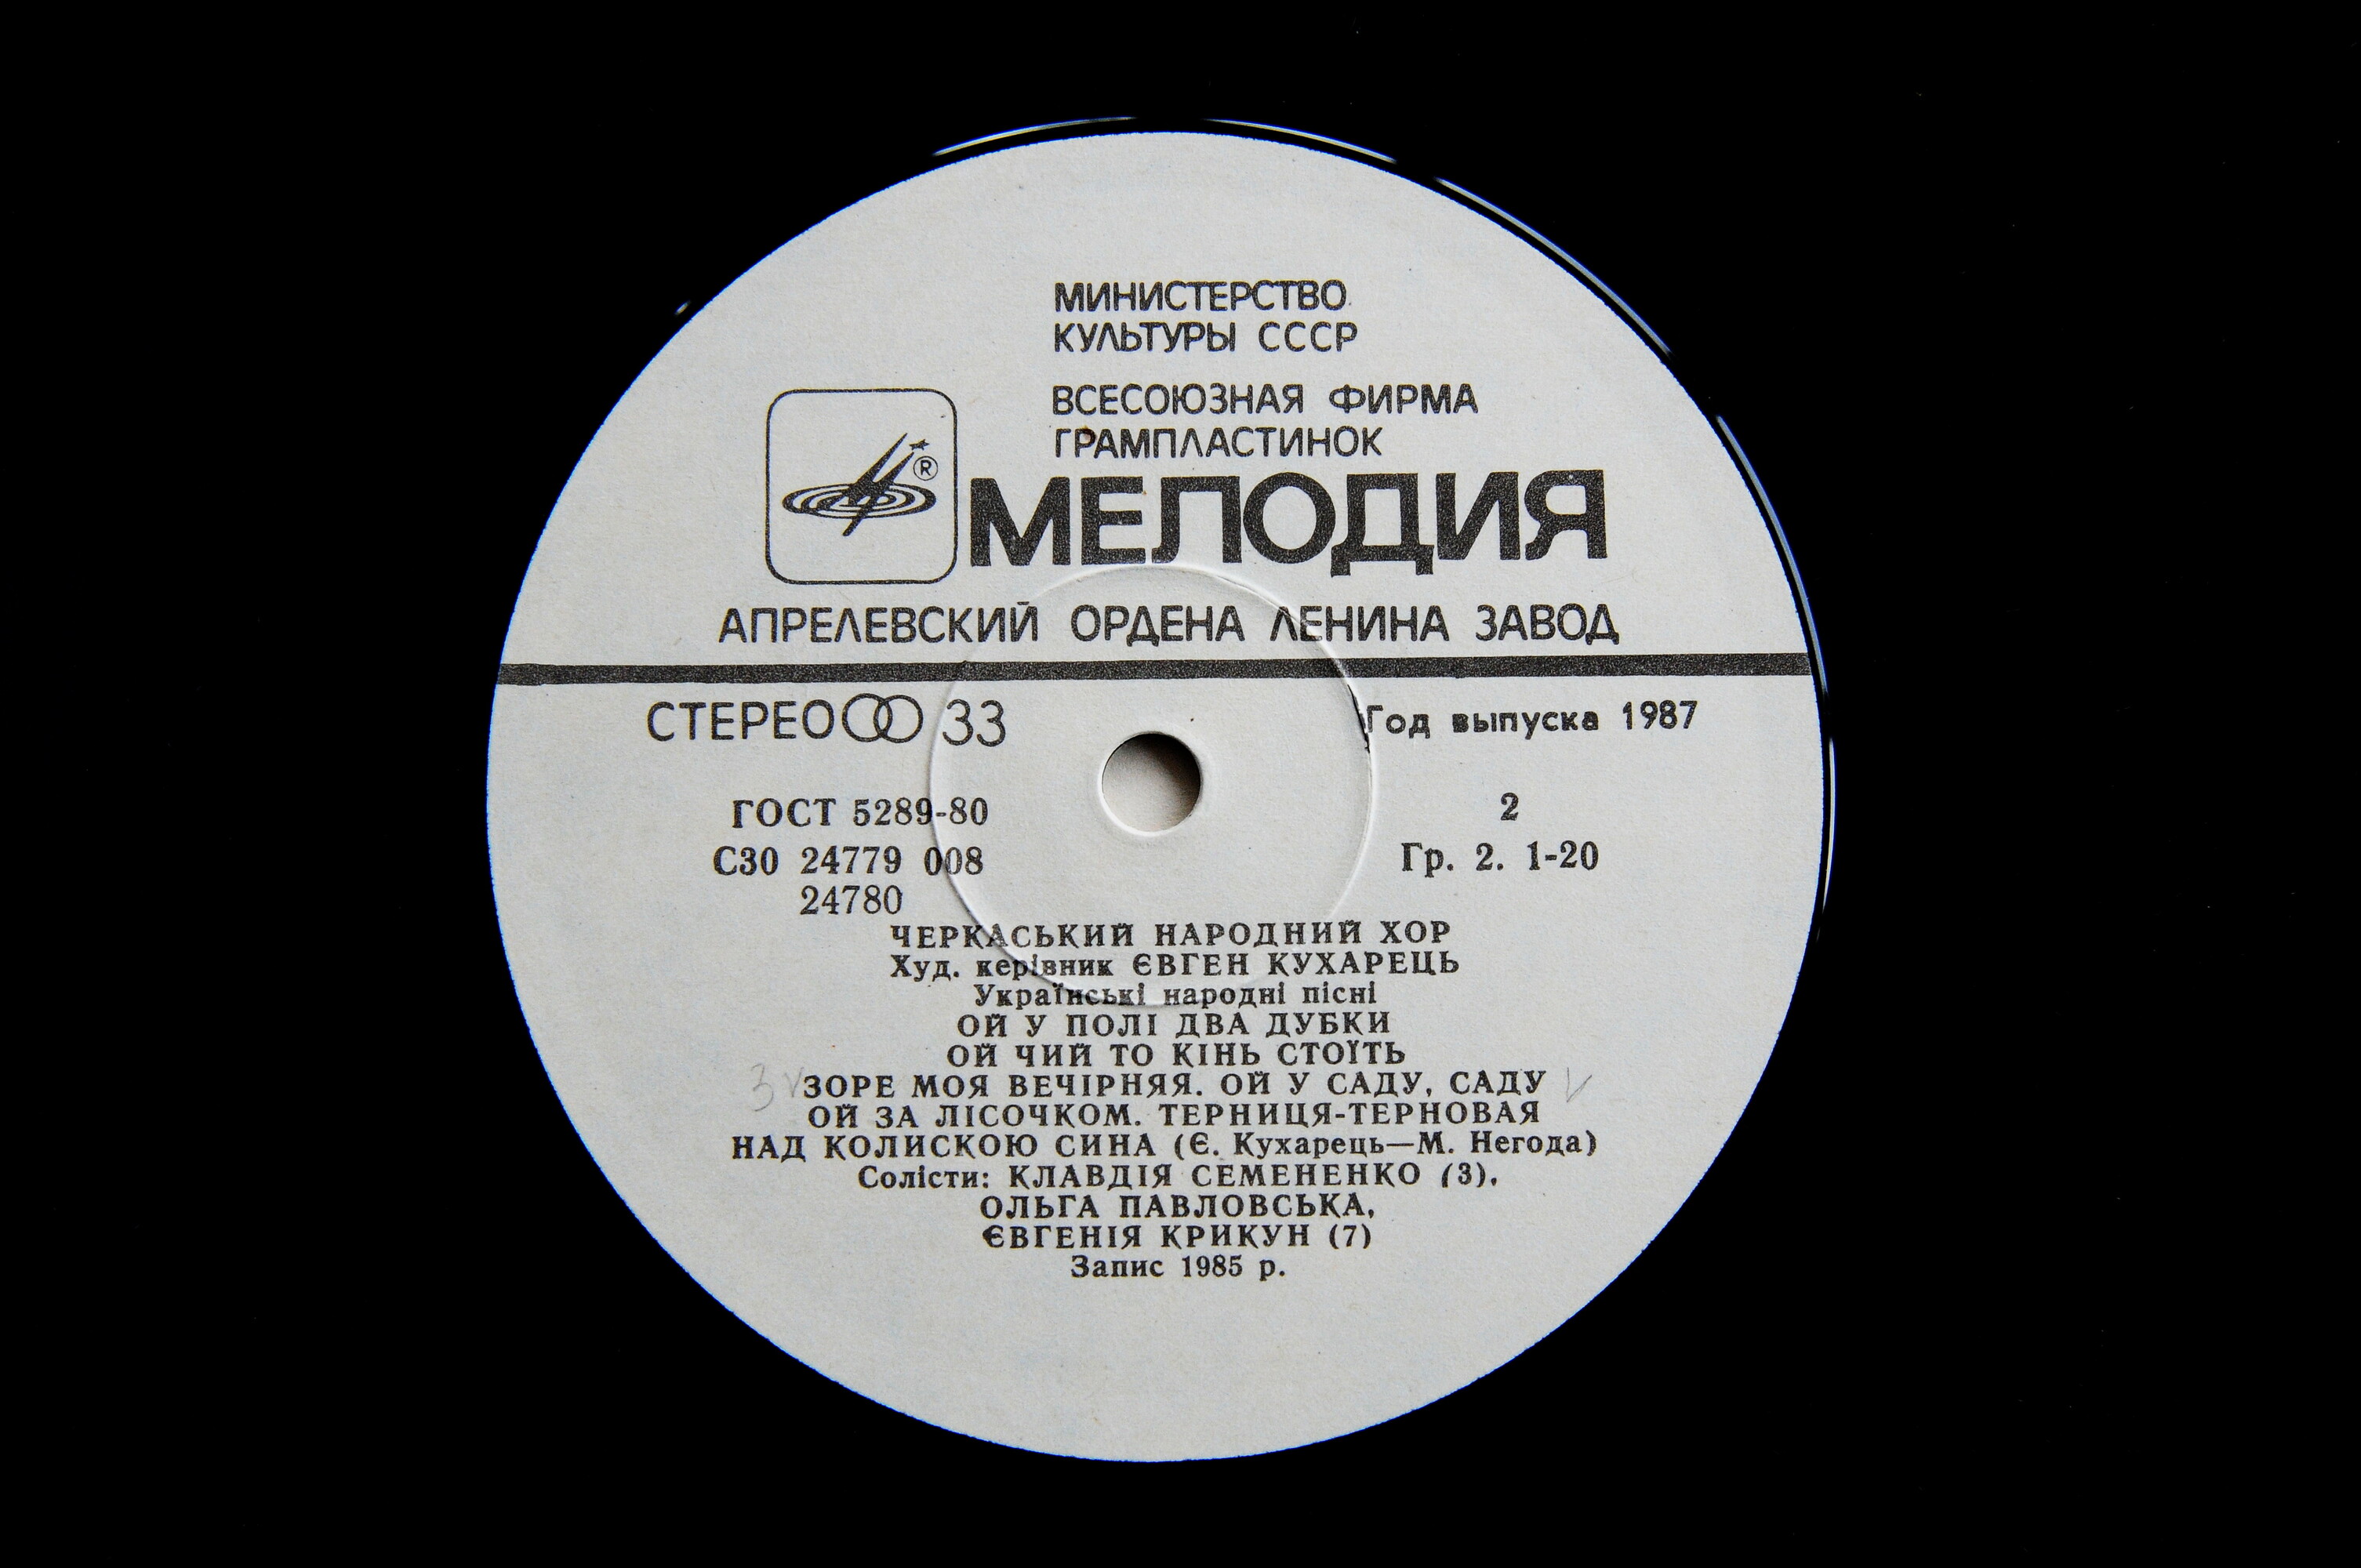 МИНИСТЕРСТВО
КУЛЬТУРЫ СССР
ВСЕСОЮЗНАЯ ФИРМА
ГРАМПЛАСТИНОК
®
МЕЛОДИЯ
АПРЕЛЕВСКИЙ ОРДЕНА ЛЕНИНА ЗАВОД
СТЕРЕО 33
Год выпуска 1987
ГОСТ 5289-80
2
С30 24779 008
Гр. 2. 1-20
24780
ЧЕРКАСЬКИЙ НАРОДНИЙ ХОР
Худ. керівник ЄВГЕН КУХАРЕЦЬ
Українські народні пісні
ОЙ У ПОЛІ ДВА ДУБКИ
ОЙ ЧИЙ ТО КІНЬ СТОЇТЬ
3 v ЗОРЕ МОЯ ВЕЧІРНЯЯ. ОЙ У САДУ, САДУ v
ОЙ ЗА ЛІСОЧКОМ. ТЕРНИЦЯ-ТЕРНОВАЯ
НАД КОЛИСКОЮ СИНА (Є. Кухарець—М. Негода)
Солісти: КЛАВДІЯ СЕМЕНЕНКО (3),
ОЛЬГА ПАВЛОВСЬКА,
ЄВГЕНІЯ КРИКУН (7)
Запис 1985 р.